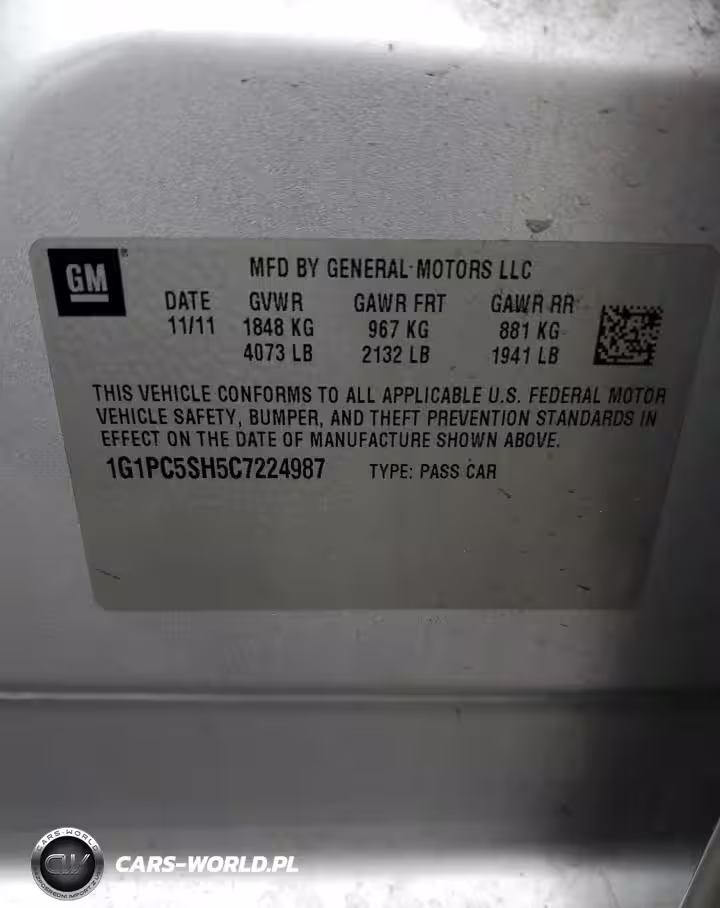 GM ®
MFD BY GENERAL MOTORS LLC
DATE GVWR GAWR FRT GAWR RR
11/11 1848 KG 967 KG 881 KG
4073 LB 2132 LB 1941 LB
THIS VEHICLE CONFORMS TO ALL APPLICABLE U.S. FEDERAL MOTOR
VEHICLE SAFETY, BUMPER, AND THEFT PREVENTION STANDARDS IN
EFFECT ON THE DATE OF MANUFACTURE SHOWN ABOVE.
1G1PC5SH5C7224987 TYPE: PASS CAR
CARS-WORLD
CW
CARS-WORLD.PL